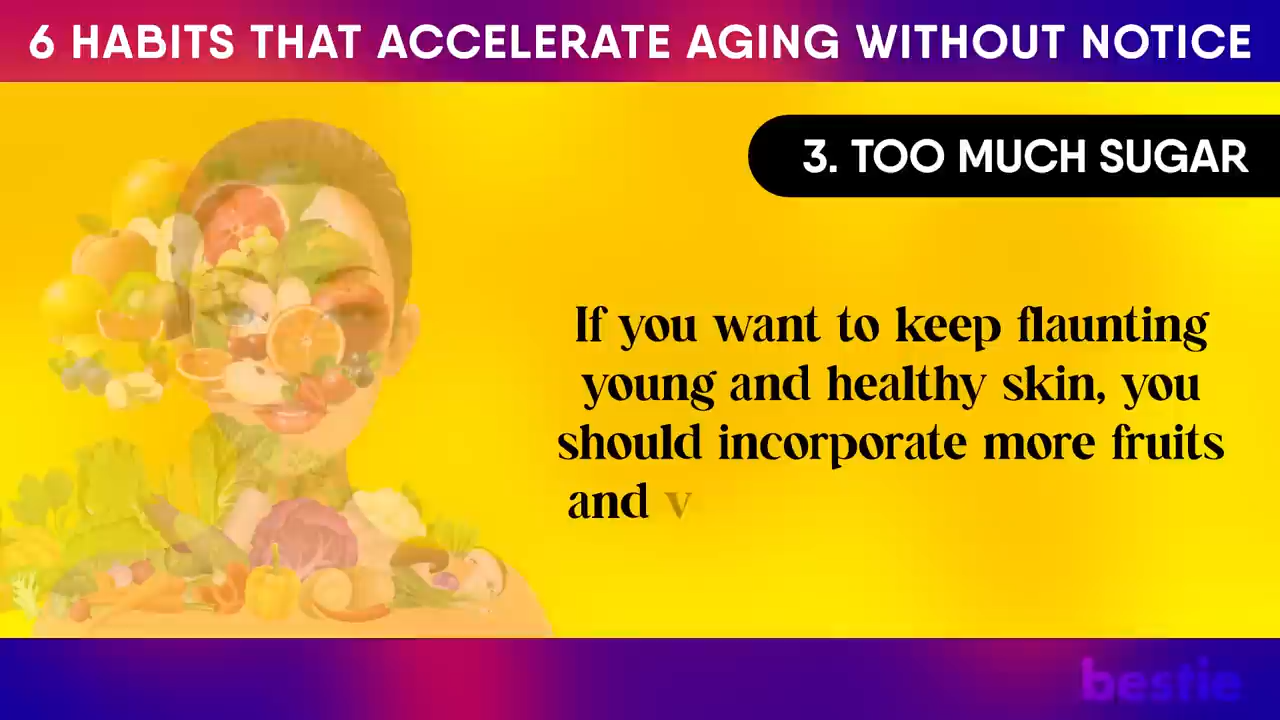 6 HABITS THAT ACCELERATE AGING WITHOUT NOTICE
3. TOO MUCH SUGAR
If you want to keep flaunting
young and healthy skin, you
should incorporate more fruits
and v
bestie